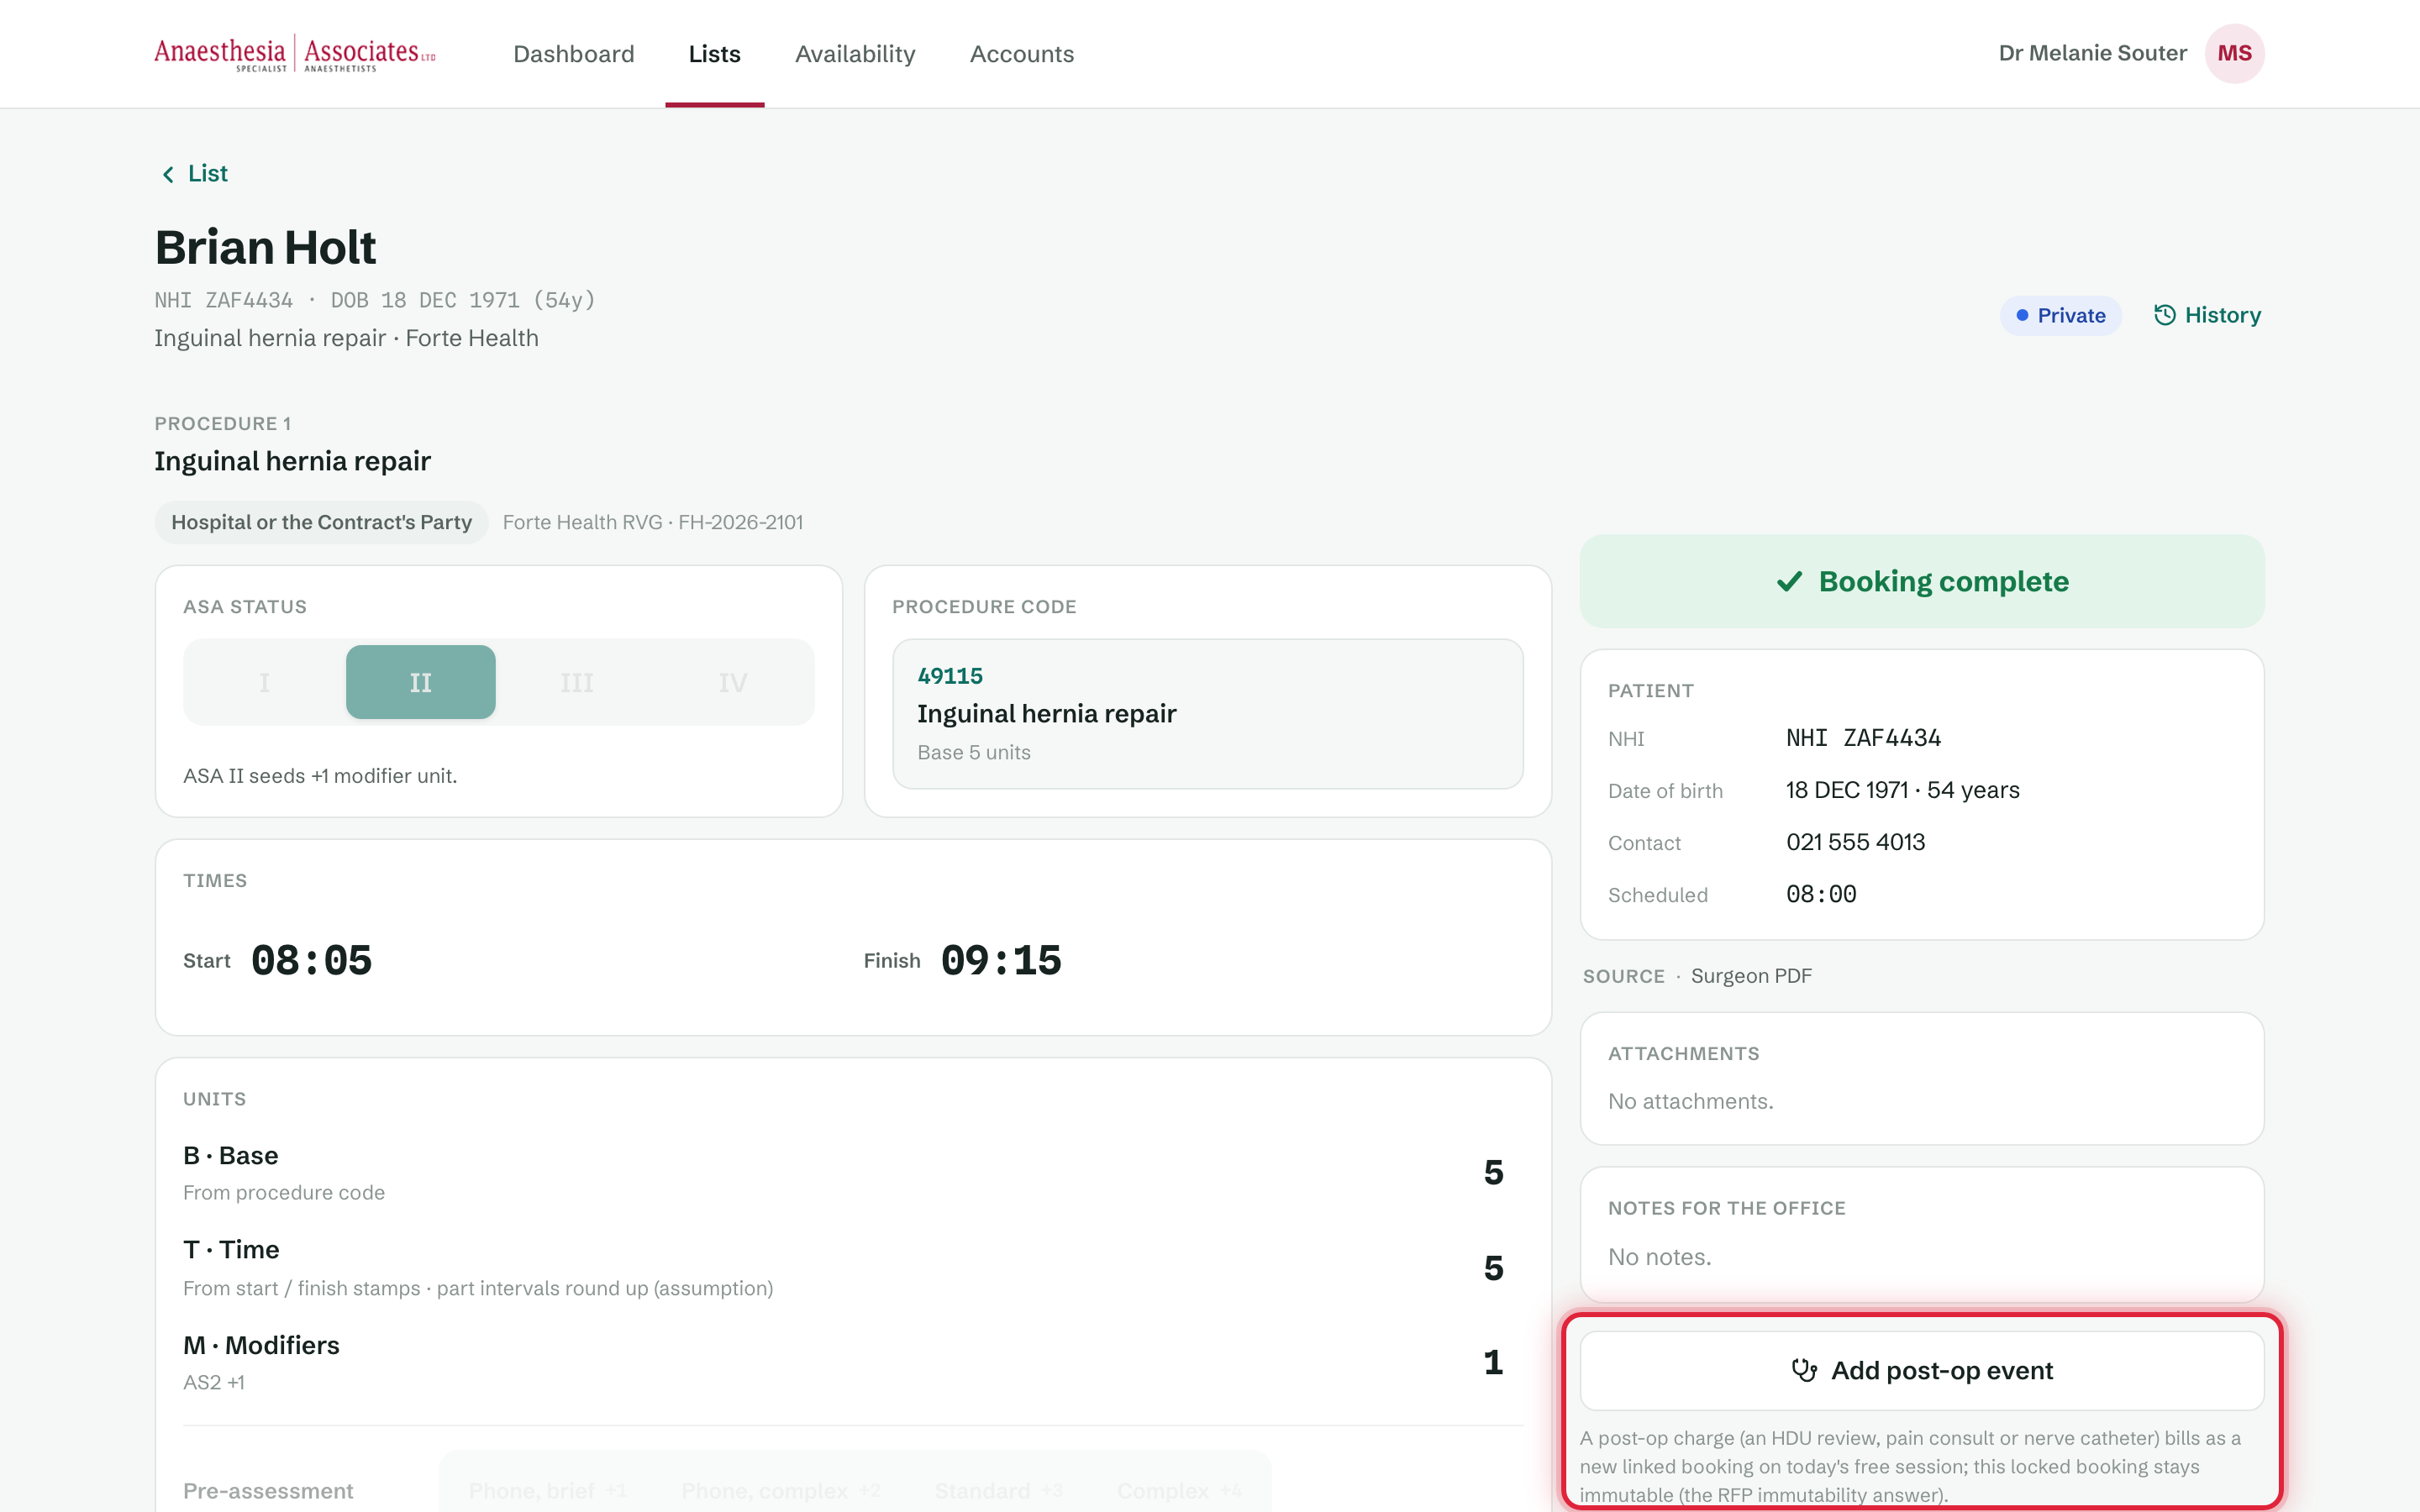 Anaesthesia | Associates LTD
SPECIALIST ANAESTHETISTS
Dashboard
Lists
Availability
Accounts
Dr Melanie Souter
MS
List
Brian Holt
NHI ZAF4434 · DOB 18 DEC 1971 (54y)
Inguinal hernia repair · Forte Health
Private
History
PROCEDURE 1
Inguinal hernia repair
Hospital or the Contract's Party
Forte Health RVG · FH-2026-2101
ASA STATUS
I
II
III
IV
ASA II seeds +1 modifier unit.
PROCEDURE CODE
49115
Inguinal hernia repair
Base 5 units
TIMES
Start 08:05
Finish 09:15
UNITS
B · Base
From procedure code
5
T · Time
From start / finish stamps · part intervals round up (assumption)
5
M · Modifiers
AS2 +1
1
Pre-assessment
Phone, brief +1
Phone, complex +2
Standard +3
Complex +4
Booking complete
PATIENT
NHI NHI ZAF4434
Date of birth 18 DEC 1971 · 54 years
Contact 021 555 4013
Scheduled 08:00
SOURCE · Surgeon PDF
ATTACHMENTS
No attachments.
NOTES FOR THE OFFICE
No notes.
Add post-op event
A post-op charge (an HDU review, pain consult or nerve catheter) bills as a
new linked booking on today's free session; this locked booking stays
immutable (the RFP immutability answer).